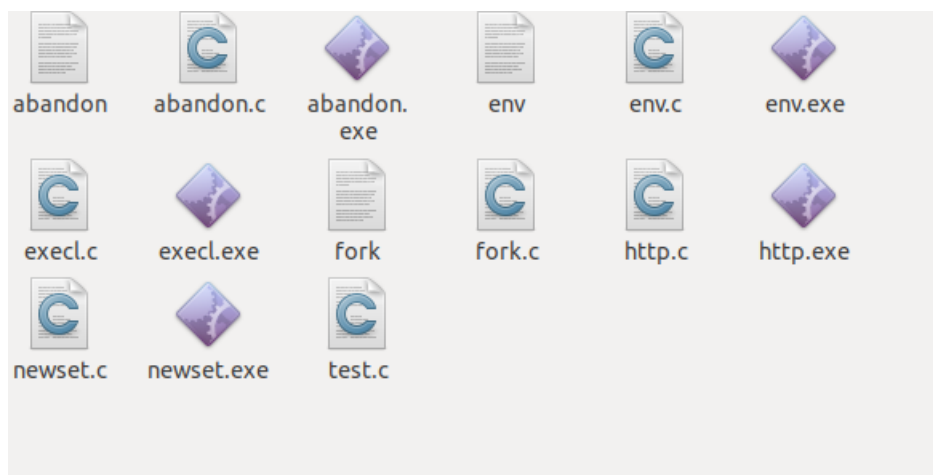 abandon
abandon.c
abandon.
exe
env
env.c
env.exe
execl.c
execl.exe
fork
fork.c
http.c
http.exe
newset.c
newset.exe
test.c